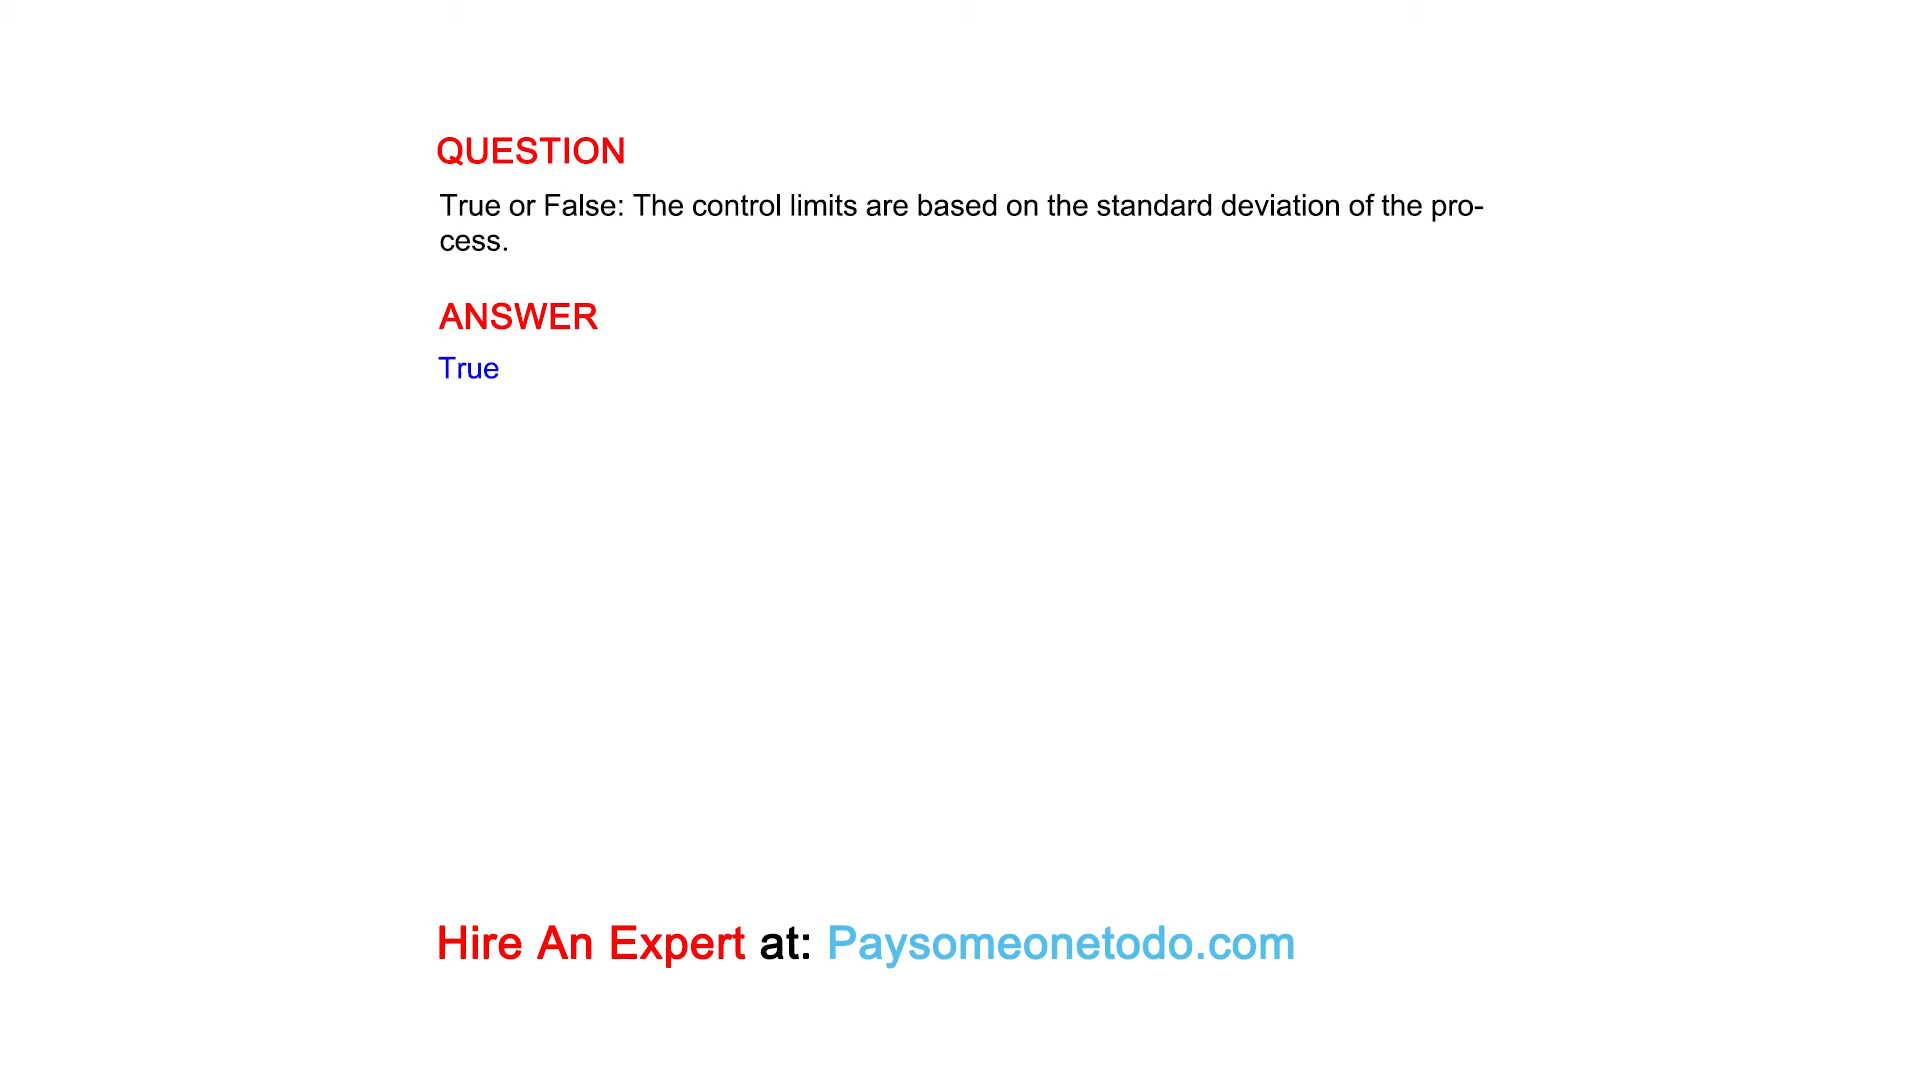 QUESTION
True or False: The control limits are based on the standard deviation of the pro-
cess.
ANSWER
True
Hire An Expert at: Paysomeonetodo.com